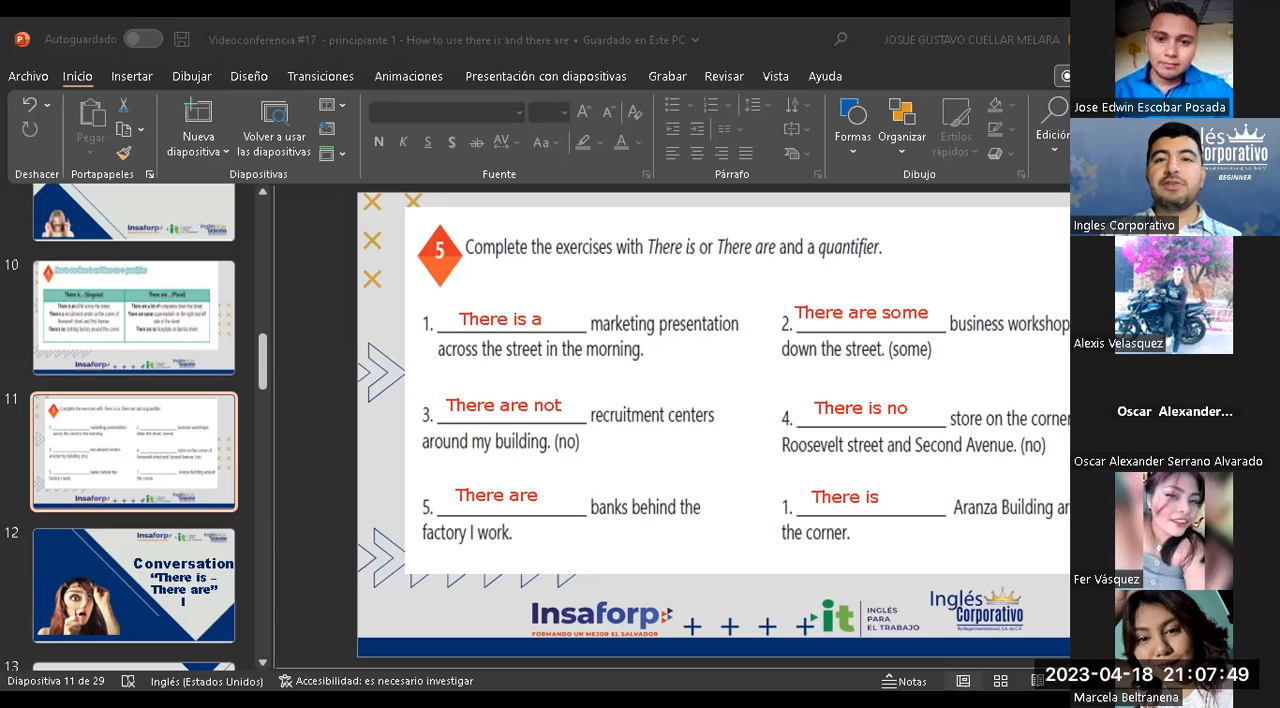 Autoguardado
Videoconferencia #17 - principiante 1 - How to use there is and there are • Guardado en Este PC
JOSUE GUSTAVO CUELLAR MELARA
Archivo Inicio Insertar Dibujar Diseño Transiciones Animaciones Presentación con diapositivas Grabar Revisar Vista Ayuda
Pegar
Nueva diapositiva
Volver a usar las diapositivas
N K S S ab AV Aa A
Formas Organizar Estilos rápidos Edición
Deshacer Portapapeles Diapositivas Fuente Párrafo Dibujo
10
11
12
Conversation
"There is –
There are"
I
13
5 Complete the exercises with There is or There are and a quantifier.
1. There is a marketing presentation
across the street in the morning.
2. There are some business workshop
down the street. (some)
3. There are not recruitment centers
around my building. (no)
4. There is no store on the corner
Roosevelt street and Second Avenue. (no)
5. There are banks behind the
factory I work.
1. There is Aranza Building ar
the corner.
Insaforp
FORMANDO UN MEJOR EL SALVADOR
it INGLÉS
PARA
EL TRABAJO
Inglés
Corporativo
Jose Edwin Escobar Posada
lés
orporativo
BEGINNER
Ingles Corporativo
Alexis Velasquez
Oscar Alexander...
Oscar Alexander Serrano Alvarado
Fer Vásquez
2023-04-18 21:07:49
Marcela Beltranena
Diapositiva 11 de 29
Inglés (Estados Unidos)
Accesibilidad: es necesario investigar
Notas